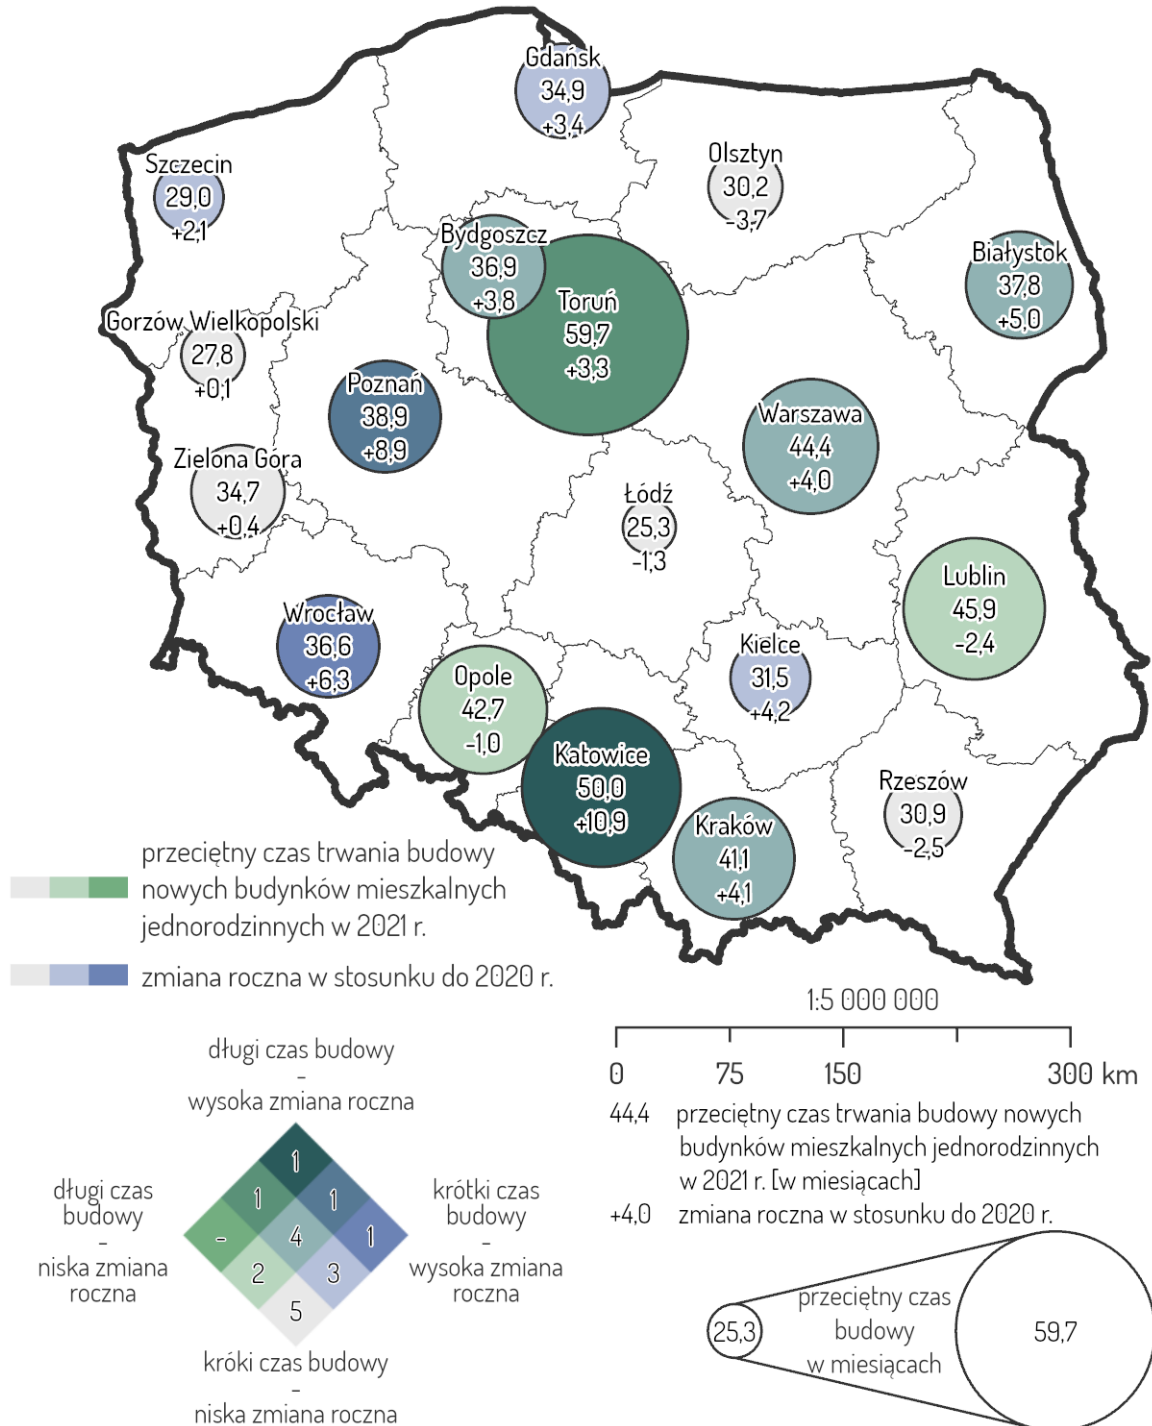 Gdańsk
34,9
+3,4
Szczecin
29,0
+2,1
Olsztyn
30,2
-3,7
Bydgoszcz
36,9
+3,8
Białystok
37,8
+5,0
Toruń
59,7
+3,3
Gorzów Wielkopolski
27,8
+0,1
Poznań
38,9
+8,9
Warszawa
44,4
+4,0
Zielona Góra
34,7
+0,4
Łódź
25,3
-1,3
Lublin
45,9
-2,4
Wrocław
36,6
+6,3
Kielce
31,5
+4,2
Opole
42,7
-1,0
Katowice
50,0
+10,9
Rzeszów
30,9
-2,5
Kraków
41,1
+4,1
przeciętny czas trwania budowy
nowych budynków mieszkalnych
jednorodzinnych w 2021 r.
zmiana roczna w stosunku do 2020 r.
1:5 000 000
0 75 150 300 km
długi czas budowy
-
wysoka zmiana roczna
długi czas
budowy
-
niska zmiana
roczna
1
1 1
- 4 1
2 3
5
krótki czas
budowy
-
wysoka zmiana
roczna
króki czas budowy
-
niska zmiana roczna
44,4 przeciętny czas trwania budowy nowych
budynków mieszkalnych jednorodzinnych
w 2021 r. [w miesiącach]
+4,0 zmiana roczna w stosunku do 2020 r.
25,3
przeciętny czas
budowy
w miesiącach
59,7